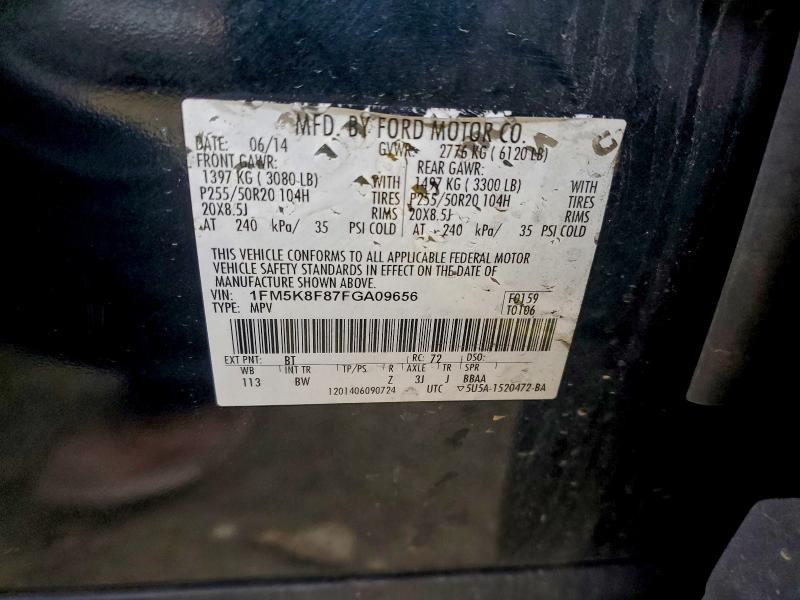 MFD. BY FORD MOTOR CO.
DATE: 06/14 GVWR: 2776 KG ( 6120 LB)
FRONT GAWR: REAR GAWR:
1397 KG ( 3080 LB) WITH 1497 KG ( 3300 LB) WITH
P255/50R20 104H TIRES P255/50R20 104H TIRES
20X8.5J RIMS 20X8.5J RIMS
AT 240 kPa/ 35 PSI COLD AT 240 kPa/ 35 PSI COLD
THIS VEHICLE CONFORMS TO ALL APPLICABLE FEDERAL MOTOR
VEHICLE SAFETY STANDARDS IN EFFECT ON THE DATE OF
MANUFACTURE SHOWN ABOVE.
VIN: 1FM5K8F87FGA09656 F0159
TYPE: MPV T0106
EXT PNT: BT RC: 72 DSO:
WB INT TR TP/PS R AXLE TR SPR
113 BW Z 3J J BBAA
1201406090724 UTC ▽5U5A-1520472-BA